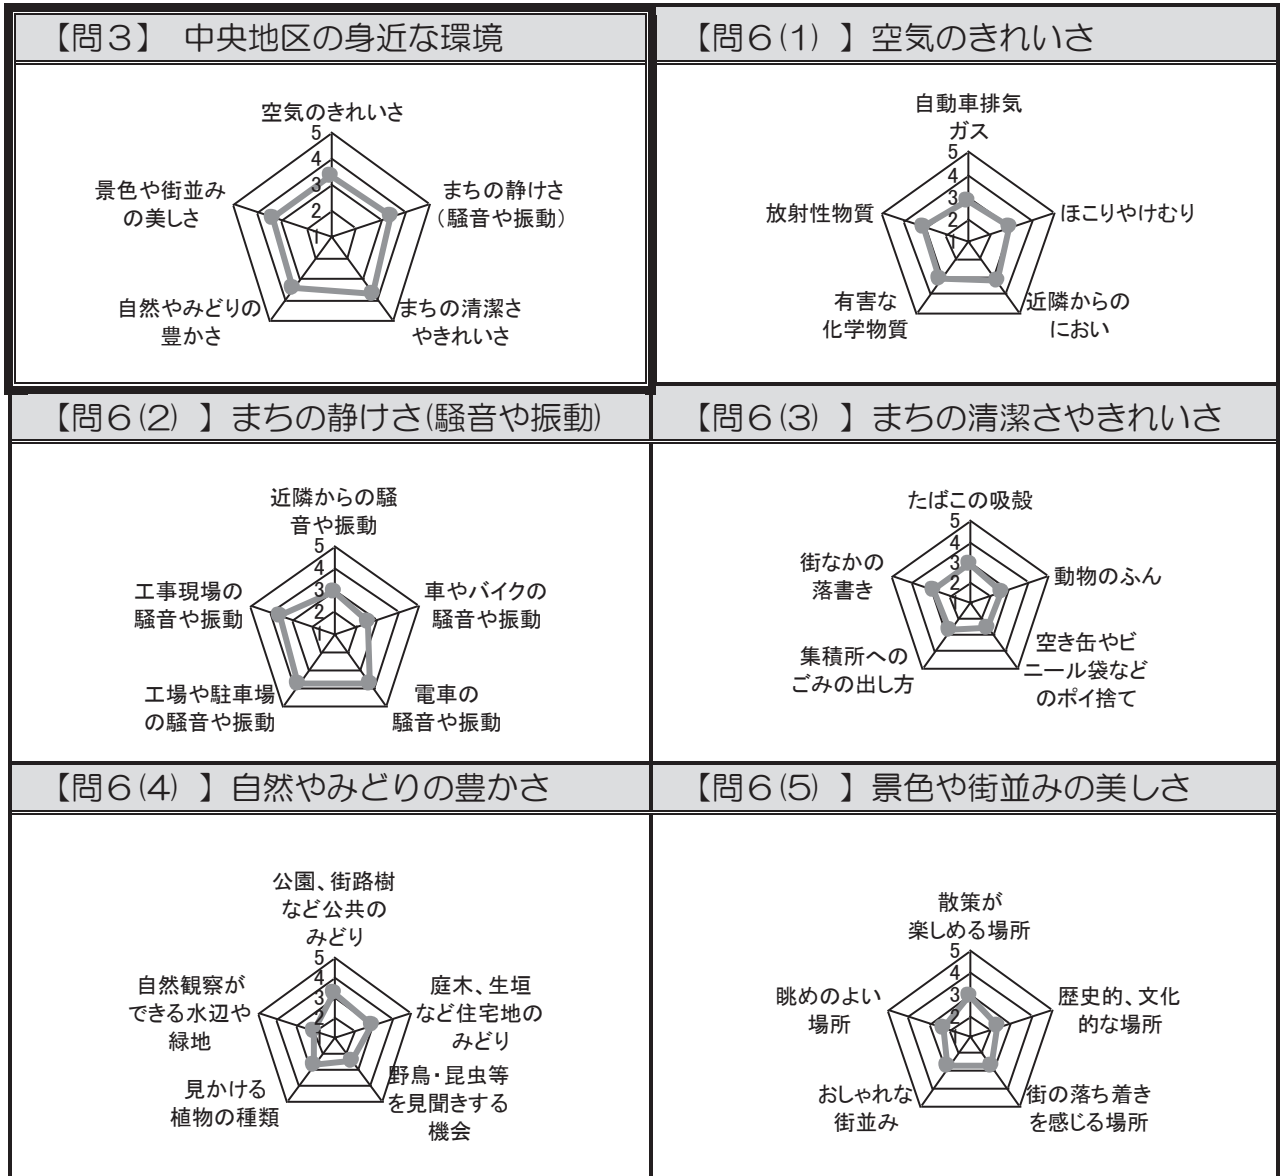 【問3】 中央地区の身近な環境
空気のきれいさ
5
4
3
2
1
まちの静けさ
(騒音や振動)
まちの清潔さ
やきれいさ
自然やみどりの
豊かさ
景色や街並み
の美しさ
【問6(1) 】空気のきれいさ
自動車排気
ガス
5
4
3
2
1
ほこりやけむり
近隣からの
におい
有害な
化学物質
放射性物質
【問6(2) 】まちの静けさ(騒音や振動)
近隣からの騒
音や振動
5
4
3
2
1
車やバイクの
騒音や振動
電車の
騒音や振動
工場や駐車場
の騒音や振動
工事現場の
騒音や振動
【問6(3) 】まちの清潔さやきれいさ
たばこの吸殻
5
4
3
2
1
動物のふん
空き缶やビ
ニール袋など
のポイ捨て
集積所への
ごみの出し方
街なかの
落書き
【問6(4) 】自然やみどりの豊かさ
公園、街路樹
など公共の
みどり
5
4
3
2
1
庭木、生垣
など住宅地の
みどり
野鳥・昆虫等
を見聞きする
機会
見かける
植物の種類
自然観察が
できる水辺や
緑地
【問6(5) 】景色や街並みの美しさ
散策が
楽しめる場所
5
4
3
2
1
歴史的、文化
的な場所
街の落ち着き
を感じる場所
おしゃれな
街並み
眺めのよい
場所